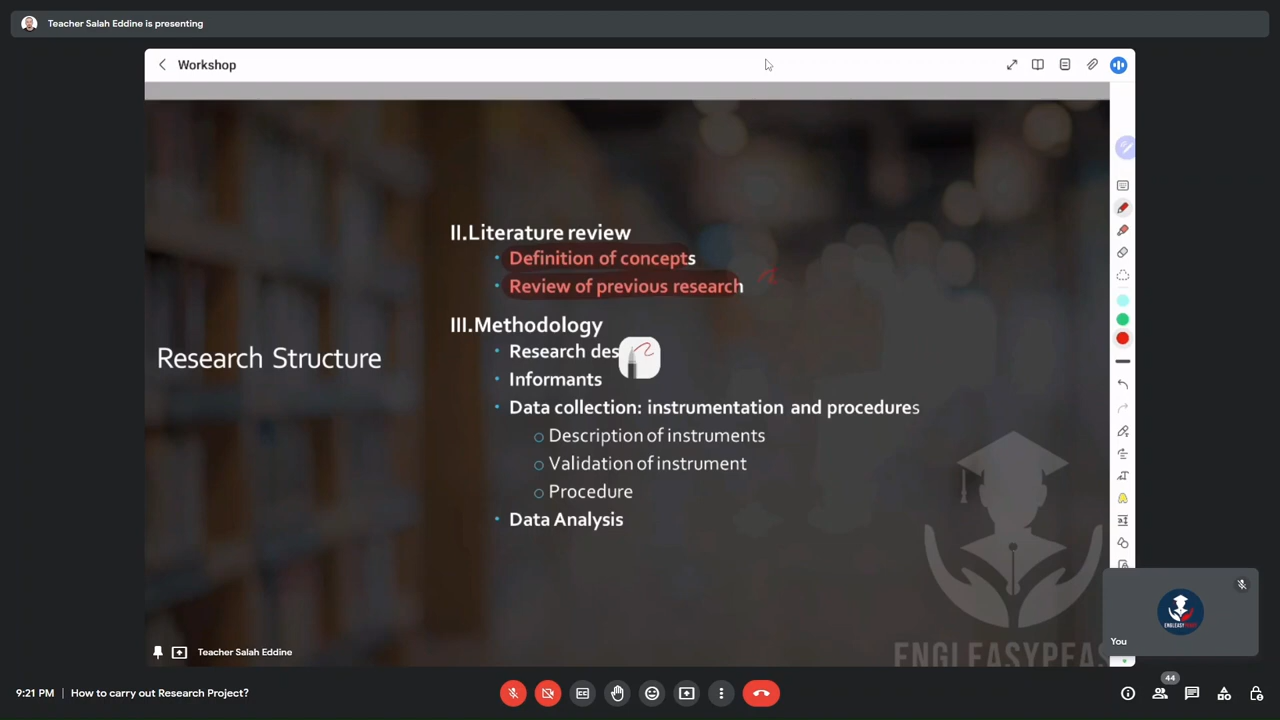 Teacher Salah Eddine is presenting
Workshop
II.Literature review
• Definition of concepts
• Review of previous research
III.Methodology
• Research des
• Informants
• Data collection: instrumentation and procedures
○ Description of instruments
○ Validation of instrument
○ Procedure
• Data Analysis
Research Structure
ENGLEASYPEAS
You
Teacher Salah Eddine
44
9:21 PM | How to carry out Research Project?